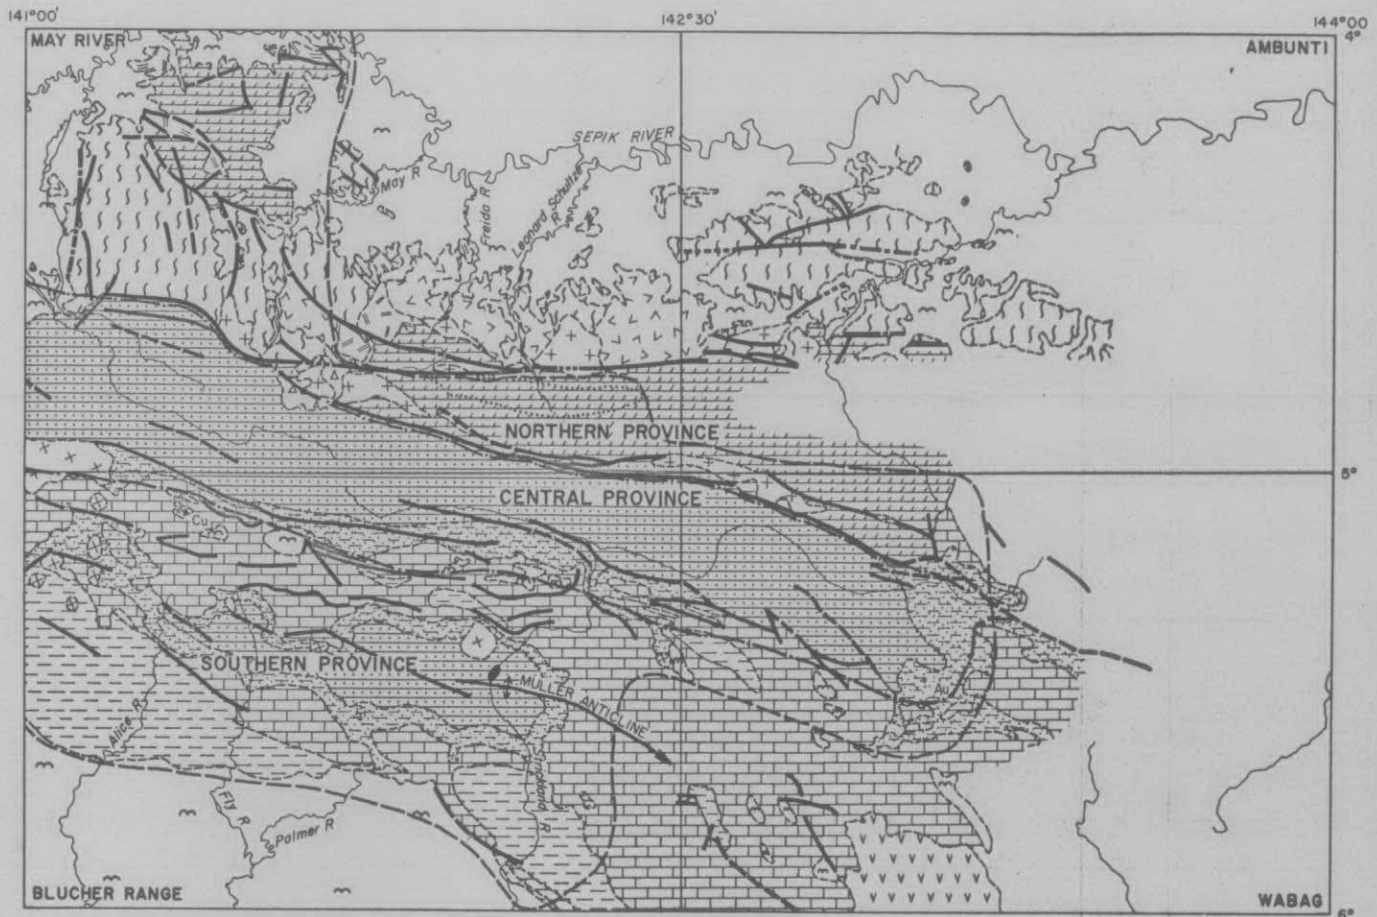 141°00'
142°30'
144°00
MAY RIVER
AMBUNTI
4°
SEPIK RIVER
May R
Freida R
Leonard Schultze R
NORTHERN PROVINCE
5°
CENTRAL PROVINCE
Cu
SOUTHERN PROVINCE
MULLER ANTICLINE
Au
Alice R
Strickland R
Fly R
Palmer R
BLUCHER RANGE
WABAG
6°